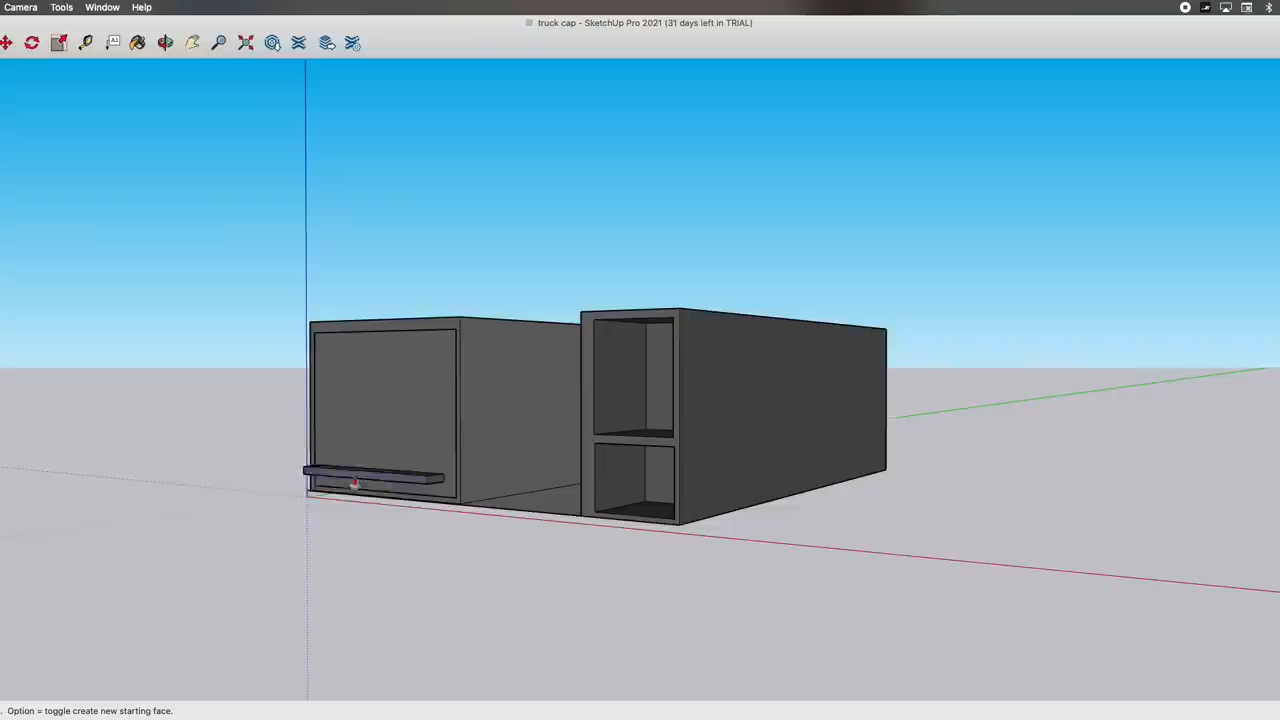 Camera Tools Window Help
truck cap - SketchUp Pro 2021 (31 days left in TRIAL)
A1
. Option = toggle create new starting face.